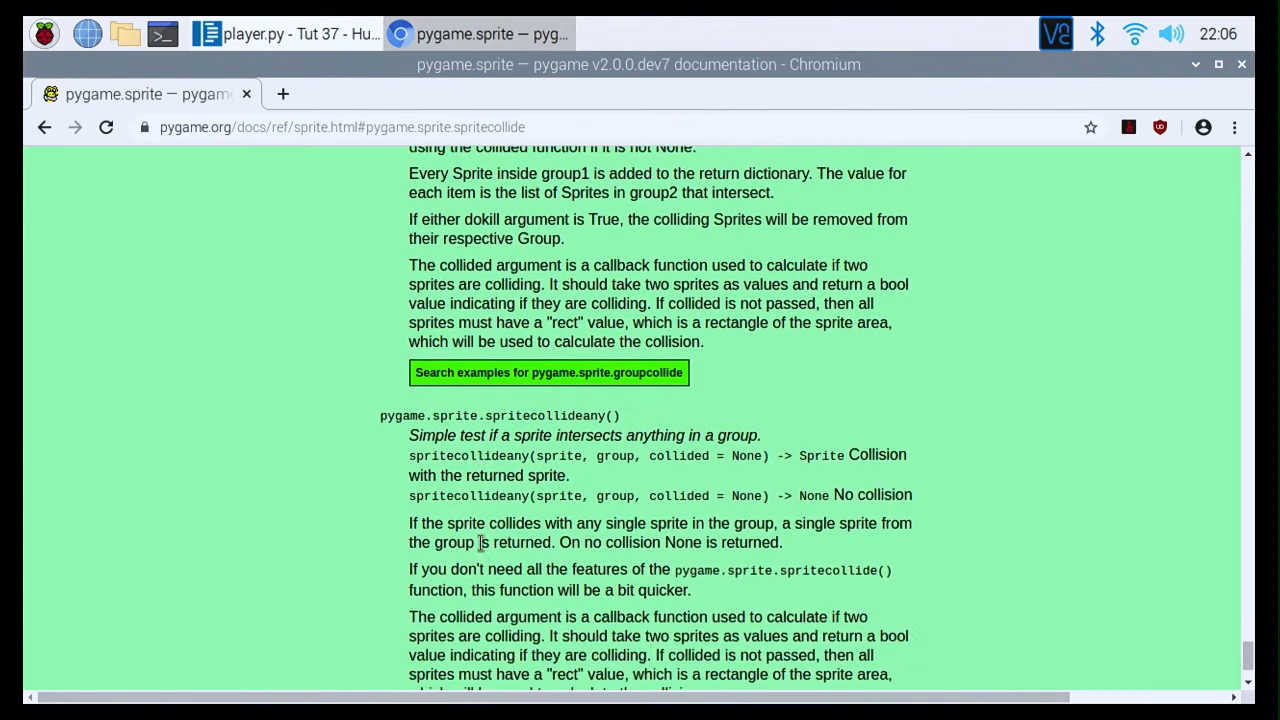 player.py - Tut 37 - Hu...
pygame.sprite — pyg...
22:06
pygame.sprite — pygame v2.0.0.dev7 documentation - Chromium
pygame.sprite — pygame
pygame.org/docs/ref/sprite.html#pygame.sprite.spritecollide
using the collided function if it is not None.
Every Sprite inside group1 is added to the return dictionary. The value for
each item is the list of Sprites in group2 that intersect.
If either dokill argument is True, the colliding Sprites will be removed from
their respective Group.
The collided argument is a callback function used to calculate if two
sprites are colliding. It should take two sprites as values and return a bool
value indicating if they are colliding. If collided is not passed, then all
sprites must have a "rect" value, which is a rectangle of the sprite area,
which will be used to calculate the collision.
Search examples for pygame.sprite.groupcollide
pygame.sprite.spritecollideany()
Simple test if a sprite intersects anything in a group.
spritecollideany(sprite, group, collided = None) -> Sprite Collision
with the returned sprite.
spritecollideany(sprite, group, collided = None) -> None No collision
If the sprite collides with any single sprite in the group, a single sprite from
the group is returned. On no collision None is returned.
If you don't need all the features of the pygame.sprite.spritecollide()
function, this function will be a bit quicker.
The collided argument is a callback function used to calculate if two
sprites are colliding. It should take two sprites as values and return a bool
value indicating if they are colliding. If collided is not passed, then all
sprites must have a "rect" value, which is a rectangle of the sprite area,